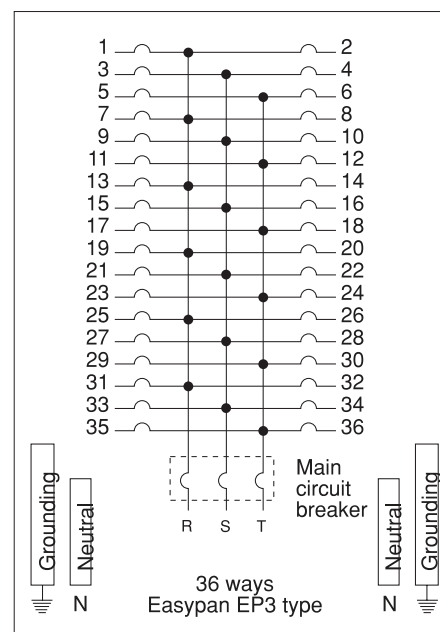 1 2
3 4
5 6
7 8
9 10
11 12
13 14
15 16
17 18
19 20
21 22
23 24
25 26
27 28
29 30
31 32
33 34
35 36
Main
circuit
breaker
R S T
Grounding
Neutral
Neutral
Grounding
N
N
36 ways
Easypan EP3 type